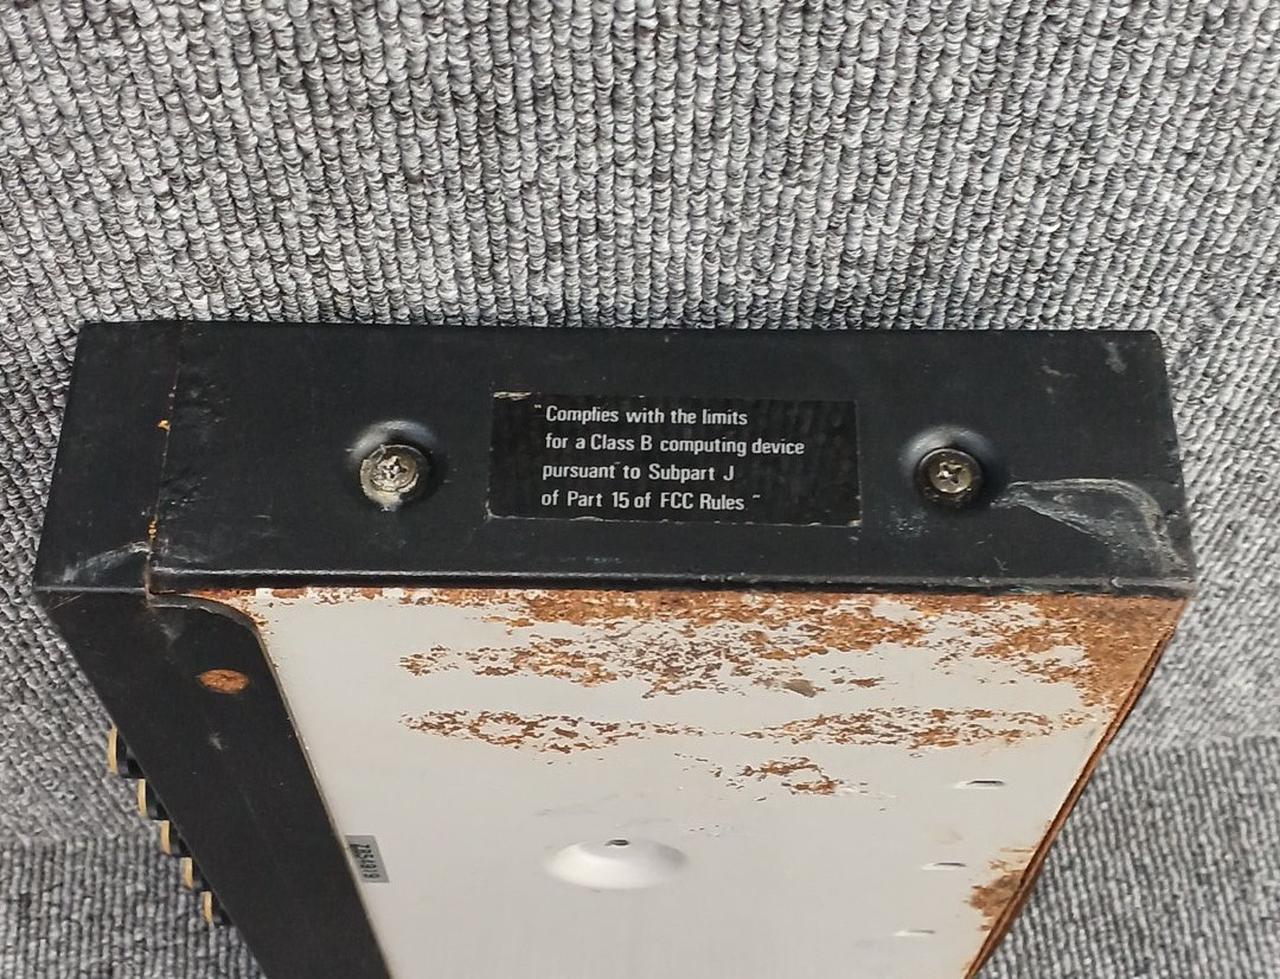 "Complies with the limits
for a Class B computing device
pursuant to Subpart J
of Part 15 of FCC Rules."